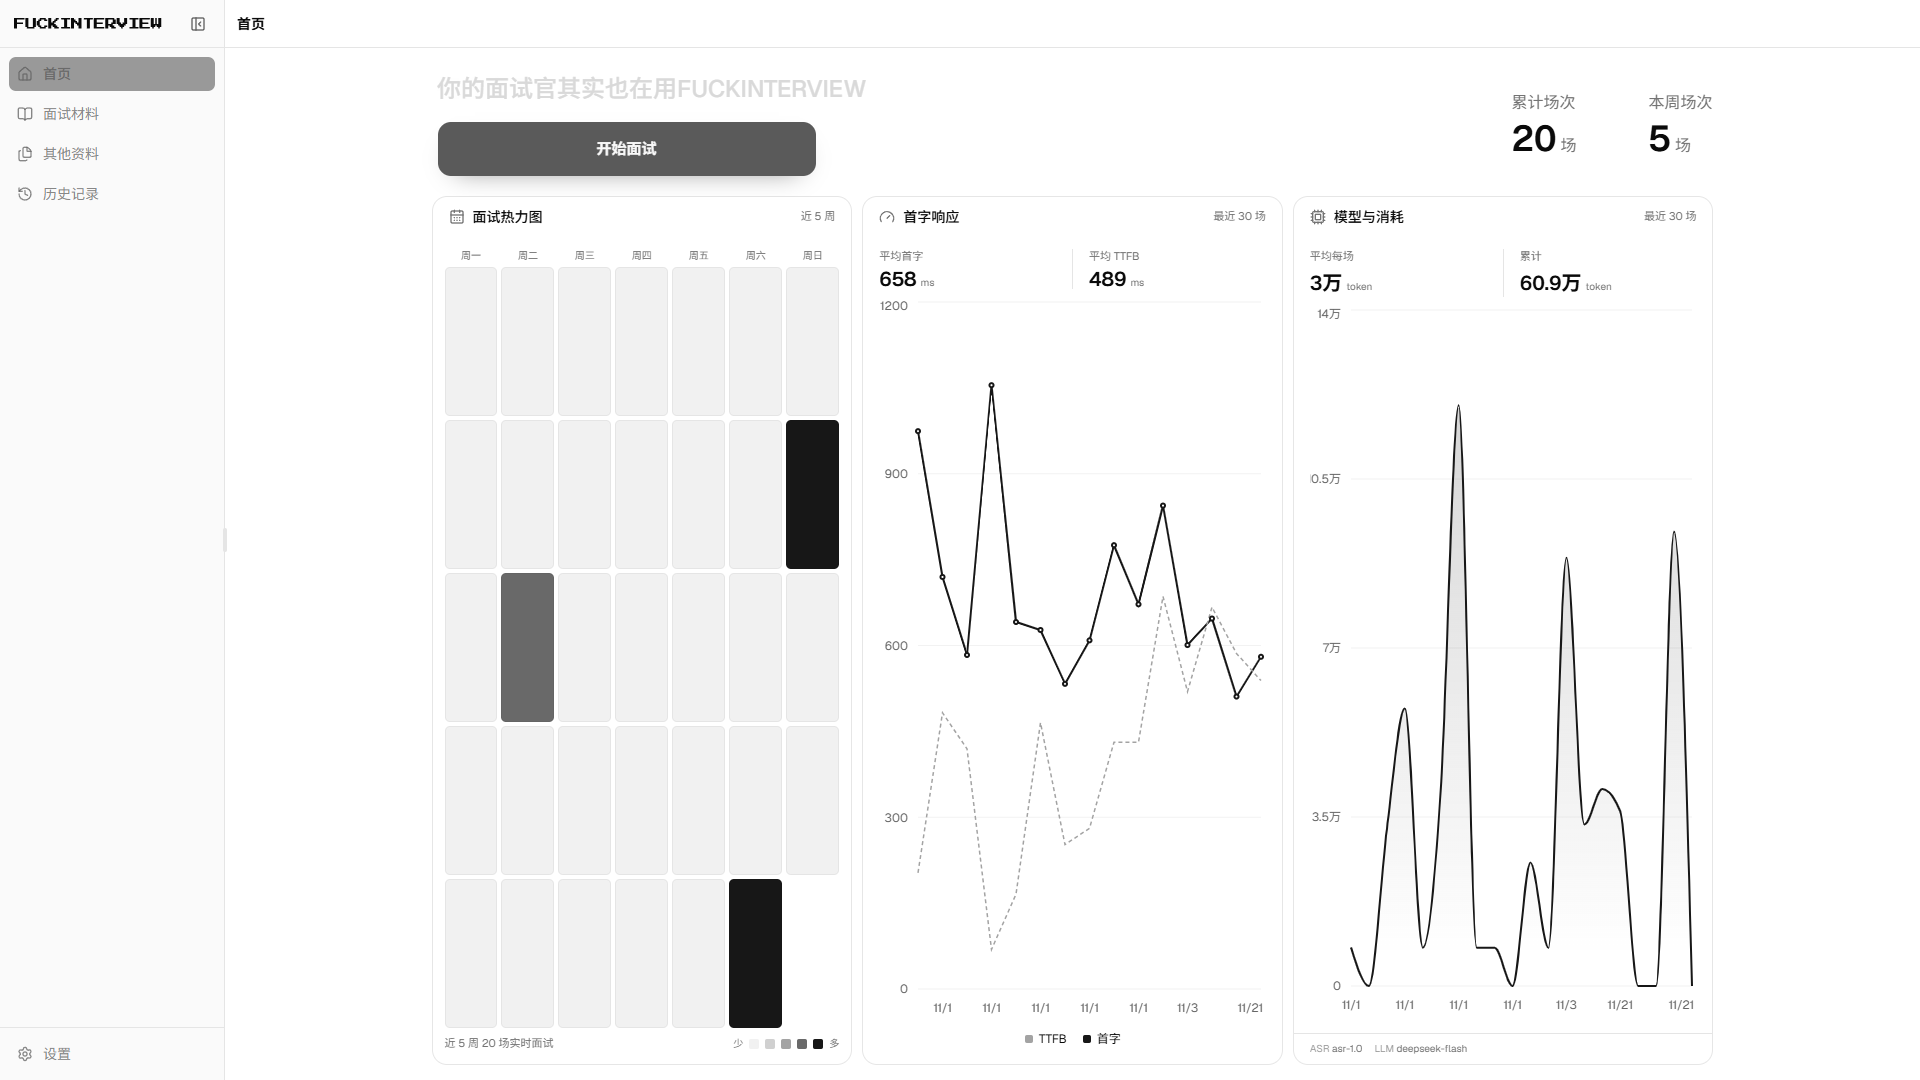 FUCKINTERVIEW
首页
首页
面试材料
其他资料
历史记录
设置
你的面试官其实也在用FUCKINTERVIEW
开始面试
累计场次
20 场
本周场次
5 场
面试热力图
近 5 周
周一 周二 周三 周四 周五 周六 周日
近 5 周 20 场实时面试
少 多
首字响应
最近 30 场
平均首字
658 ms
平均 TTFB
489 ms
1200
900
600
300
0
11/1 11/1 11/1 11/1 11/1 11/3 11/21
TTFB 首字
模型与消耗
最近 30 场
平均每场
3万 token
累计
60.9万 token
14万
0.5万
7万
3.5万
0
11/1 11/1 11/1 11/1 11/3 11/21 11/21
ASR asr-1.0 LLM deepseek-flash